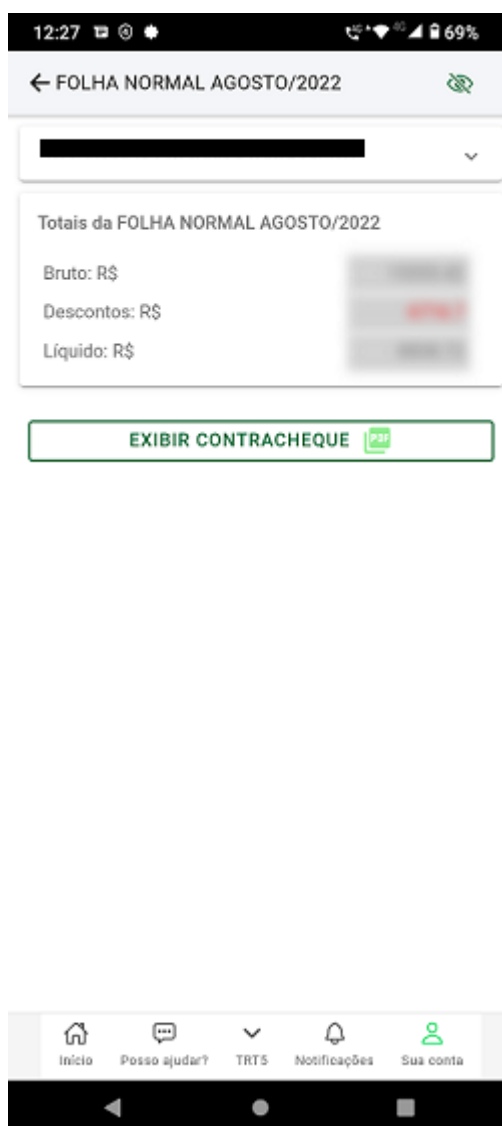 12:27 4G 69%
FOLHA NORMAL AGOSTO/2022
Totais da FOLHA NORMAL AGOSTO/2022
Bruto: R$
Descontos: R$
Líquido: R$
EXIBIR CONTRACHEQUE PDF
Início Posso ajudar? TRT5 Notificações Sua conta